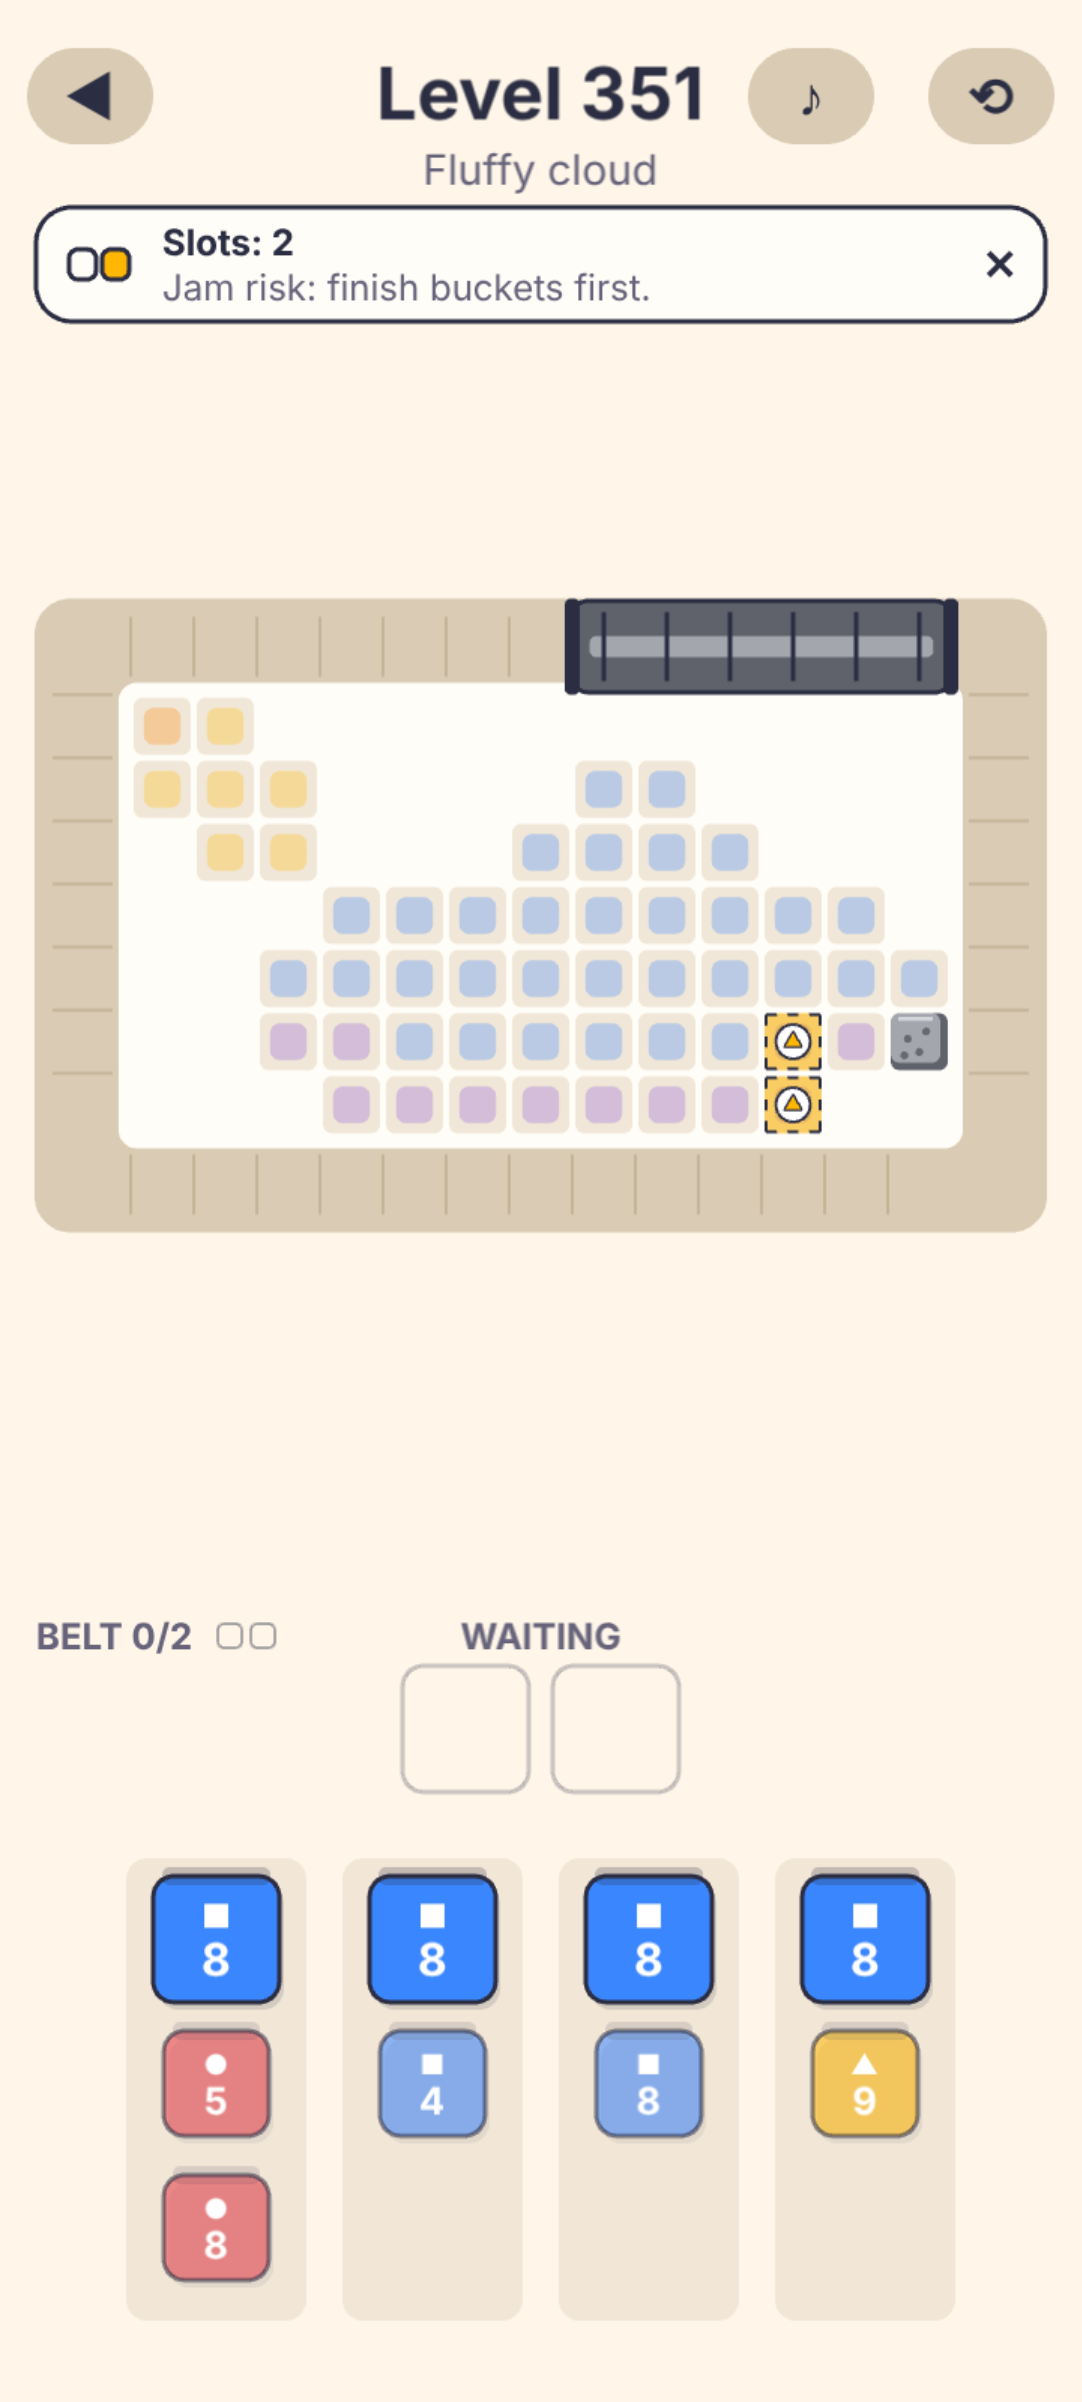 Level 351
Fluffy cloud
Slots: 2
Jam risk: finish buckets first.
BELT 0/2
WAITING
8 8 8 8
5 4 8 9
8